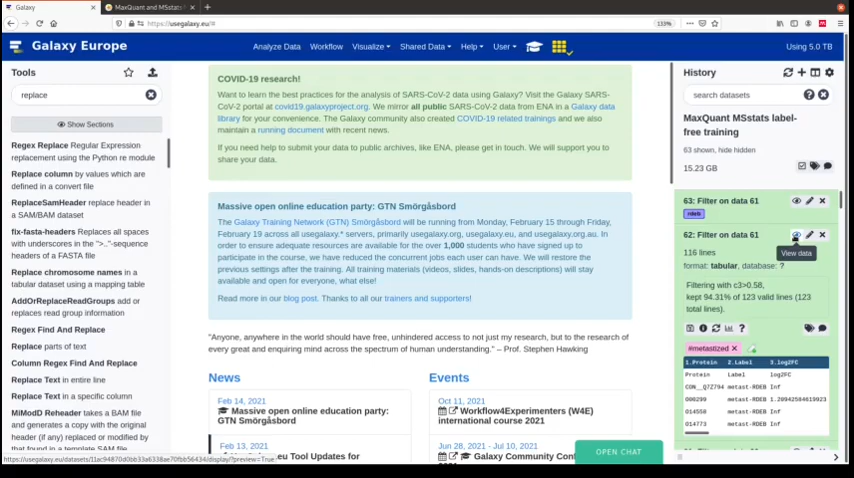 Galaxy
MaxQuant and MSstats
https://usegalaxy.eu/#
133%
Galaxy Europe
Analyze Data
Workflow
Visualize
Shared Data
Help
User
Using 5.0 TB
Tools
replace
Show Sections
Regex Replace Regular Expression
replacement using the Python re module
Replace column by values which are
defined in a convert file
ReplaceSamHeader replace header in
a SAM/BAM dataset
fix-fasta-headers Replaces all spaces
with underscores in the ">.."-sequence
headers of a FASTA file
Replace chromosome names in a
tabular dataset using a mapping table
AddOrReplaceReadGroups add or
replaces read group information
Regex Find And Replace
Replace parts of text
Column Regex Find And Replace
Replace Text in entire line
Replace Text in a specific column
MiModD Reheader takes a BAM file
and generates a copy with the original
header (if any) replaced or modified by
that found in a template SAM file
COVID-19 research!
Want to learn the best practices for the analysis of SARS-CoV-2 data using Galaxy? Visit the Galaxy SARS-
CoV-2 portal at covid19.galaxyproject.org. We mirror all public SARS-CoV-2 data from ENA in a Galaxy data
library for your convenience. The Galaxy community also created COVID-19 related trainings and we also
maintain a running document with recent news.
If you need help to submit your data to public archives, like ENA, please get in touch. We will support you to
share your data.
Massive open online education party: GTN Smörgåsbord
The Galaxy Training Network (GTN) Smörgåsbord will be running from Monday, February 15 through Friday,
February 19 across all usegalaxy.* servers, primarily usegalaxy.org, usegalaxy.eu, and usegalaxy.org.au. In
order to ensure adequate resources are available for the over 1,000 students who have signed up to
participate in the course, we have reduced the concurrent jobs each user can have. We will restore the
previous settings after the training. All training materials (videos, slides, hands-on descriptions) will stay
available and open for everyone, what else!
Read more in our blog post. Thanks to all our trainers and supporters!
"Anyone, anywhere in the world should have free, unhindered access to not just my research, but to the research of
every great and enquiring mind across the spectrum of human understanding." – Prof. Stephen Hawking
News
Feb 14, 2021
Massive open online education party: GTN
Smörgåsbord
Feb 13, 2021
.eu Tool Updates for
Events
Oct 11, 2021
Workflow4Experimenters (W4E)
international course 2021
Jun 28, 2021 - Jul 10, 2021
Galaxy Community Conf
OPEN CHAT
History
search datasets
MaxQuant MSstats label-
free training
63 shown, hide hidden
15.23 GB
63: Filter on data 61
rdeb
62: Filter on data 61
View data
116 lines
format: tabular, database: ?
Filtering with c3>0.58,
kept 94.31% of 123 valid lines (123
total lines).
#metastized
1.Protein 2.Label 3.log2FC
Protein Label log2FC
CON__Q7Z794 metast-RDEB Inf
O00299 metast-RDEB 1.20942584619923
O14558 metast-RDEB Inf
O14773 metast-RDEB Inf
https://usegalaxy.eu/datasets/11ac94870d0bb33a6338ae70fbb56434/display/?preview=True